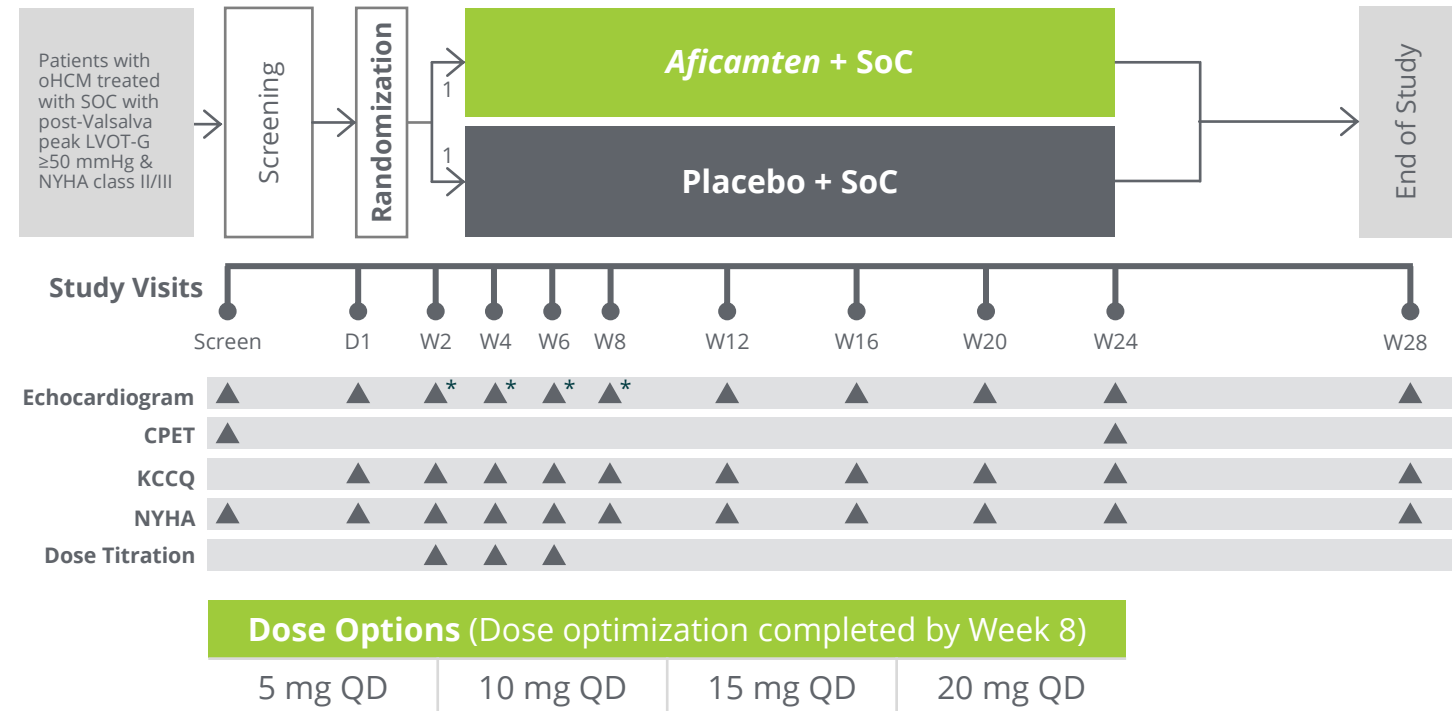 Patients with
oHCM treated
with SOC with
post-Valsalva
peak LVOT-G
≥50 mmHg &
NYHA class II/III
Screening
Randomization
1
1
Aficamten + SoC
Placebo + SoC
End of Study
Study Visits
Screen D1 W2 W4 W6 W8 W12 W16 W20 W24 W28
Echocardiogram * * * *
CPET
KCCQ
NYHA
Dose Titration
Dose Options (Dose optimization completed by Week 8)
5 mg QD 10 mg QD 15 mg QD 20 mg QD